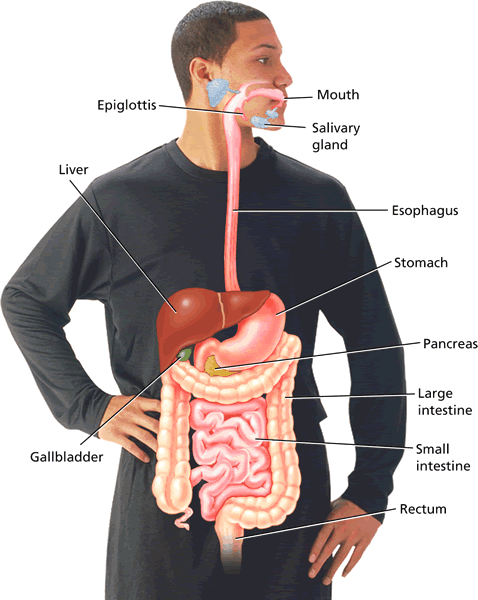 Mouth
Epiglottis
Salivary
gland
Liver
Esophagus
Stomach
Pancreas
Large
intestine
Gallbladder
Small
intestine
Rectum